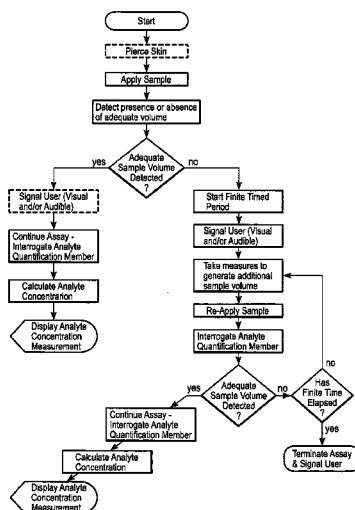 Start
Pierce Skin
Apply Sample
Detect presence or absence
of adequate volume
Adequate
Sample Volume
Detected
?
yes
no
Signal User (Visual
and/or Audible)
Continue Assay -
Interrogate Analyte
Quantification Member
Calculate Analyte
Concentration
Display Analyte
Concentration
Measurement
Start Finite Timed
Period
Signal User (Visual
and/or Audible)
Take measures to
generate additional
sample volume
Re-Apply Sample
Interrogate Analyte
Quantification Member
Adequate
Sample Volume
Detected
?
yes
no
Has
Finite Time
Elapsed
?
no
yes
Terminate Assay
& Signal User
Continue Assay -
Interrogate Analyte
Quantification Member
Calculate Analyte
Concentration
Display Analyte
Concentration
Measurement